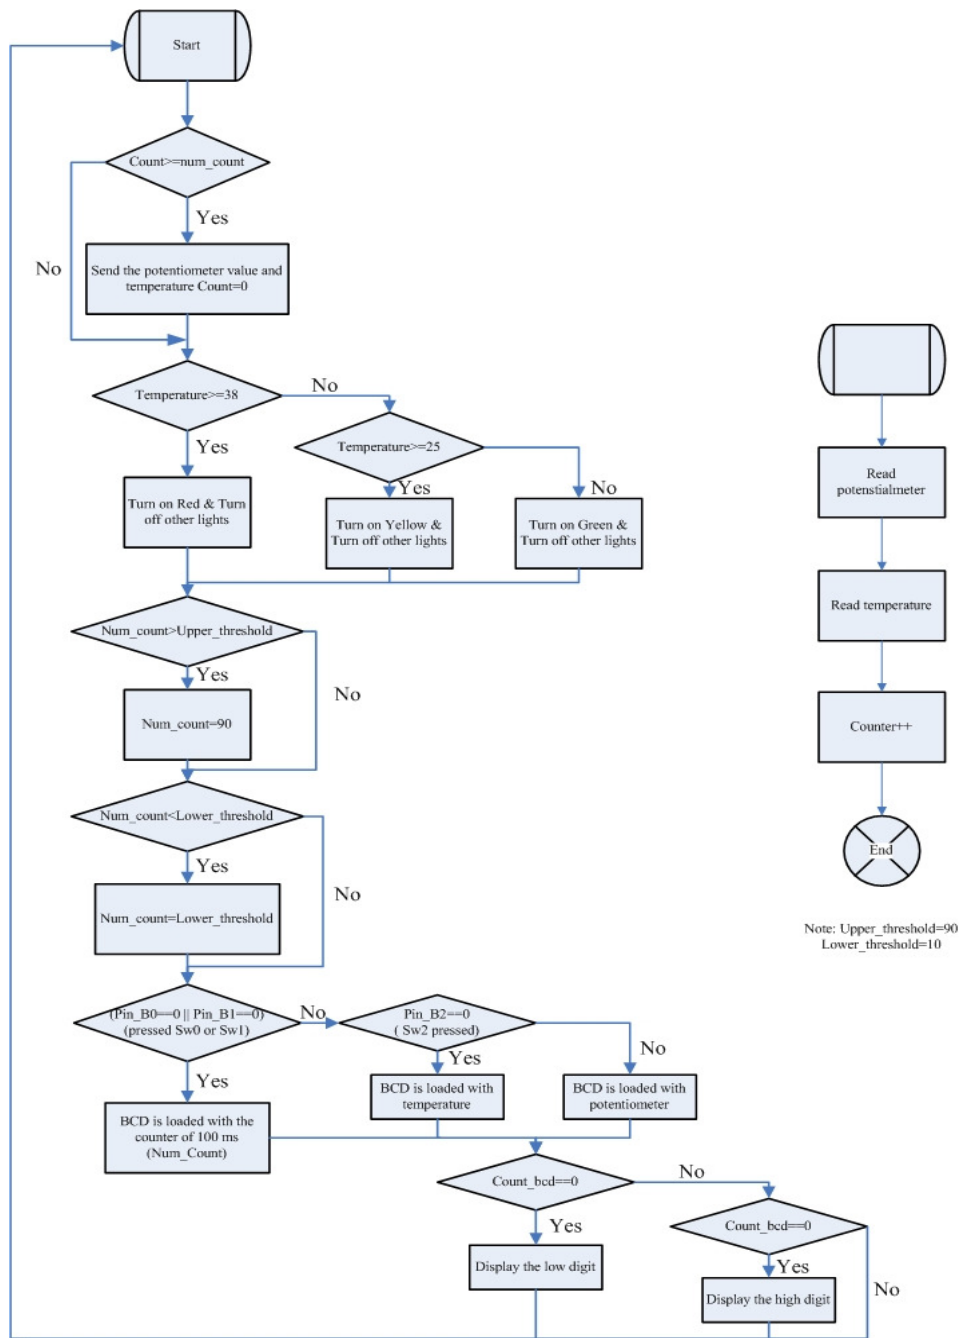 Start
Count>=num_count
Yes
No
Send the potentiometer value and
temperature Count=0
Temperature>=38
No
Yes
Temperature>=25
Yes
No
Turn on Red & Turn
off other lights
Turn on Yellow &
Turn off other lights
Turn on Green &
Turn off other lights
Num_count>Upper_threshold
Yes
No
Num_count=90
Num_count<Lower_threshold
Yes
No
Num_count=Lower_threshold
(Pin_B0==0 || Pin_B1==0)
(pressed Sw0 or Sw1)
No
Pin_B2==0
( Sw2 pressed)
Yes
No
Yes
BCD is loaded with
temperature
BCD is loaded with
potentiometer
BCD is loaded with the
counter of 100 ms
(Num_Count)
Count_bcd==0
No
Yes
Count_bcd==0
Display the low digit
Yes
No
Display the high digit
Read
potenstialmeter
Read temperature
Counter++
End
Note: Upper_threshold=90
Lower_threshold=10